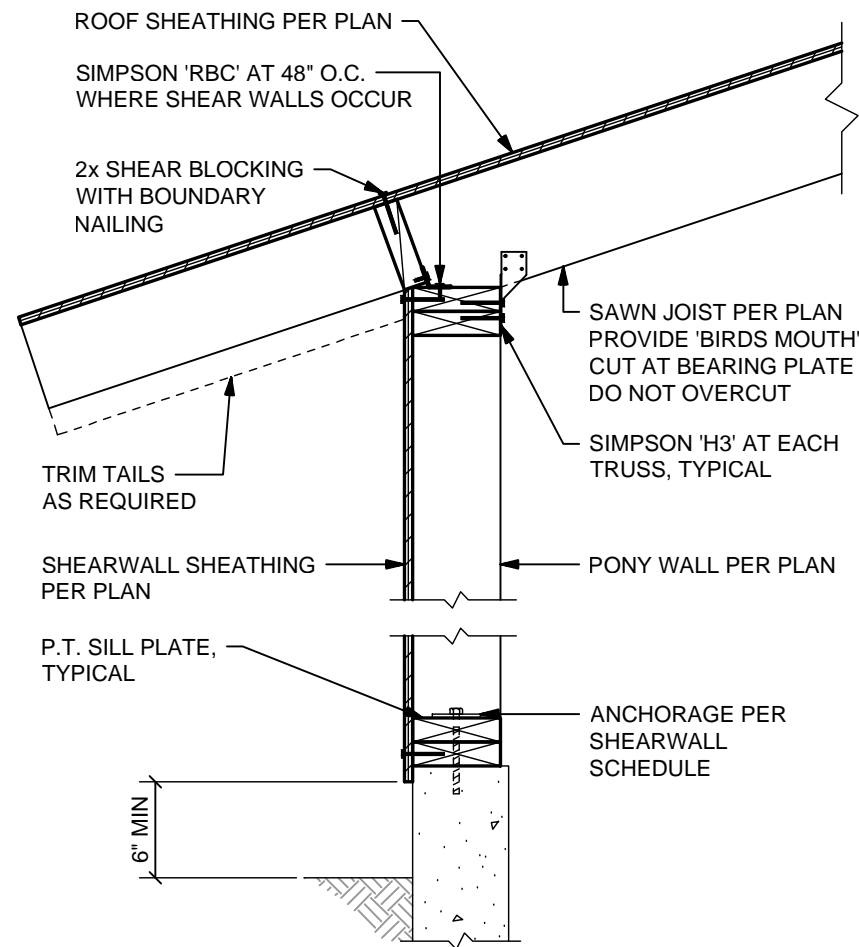 ROOF SHEATHING PER PLAN
SIMPSON 'RBC' AT 48" O.C.
WHERE SHEAR WALLS OCCUR
2x SHEAR BLOCKING
WITH BOUNDARY
NAILING
SAWN JOIST PER PLAN
PROVIDE 'BIRDS MOUTH'
CUT AT BEARING PLATE
DO NOT OVERCUT
SIMPSON 'H3' AT EACH
TRUSS, TYPICAL
TRIM TAILS
AS REQUIRED
SHEARWALL SHEATHING
PER PLAN
PONY WALL PER PLAN
P.T. SILL PLATE,
TYPICAL
ANCHORAGE PER
SHEARWALL
SCHEDULE
6" MIN